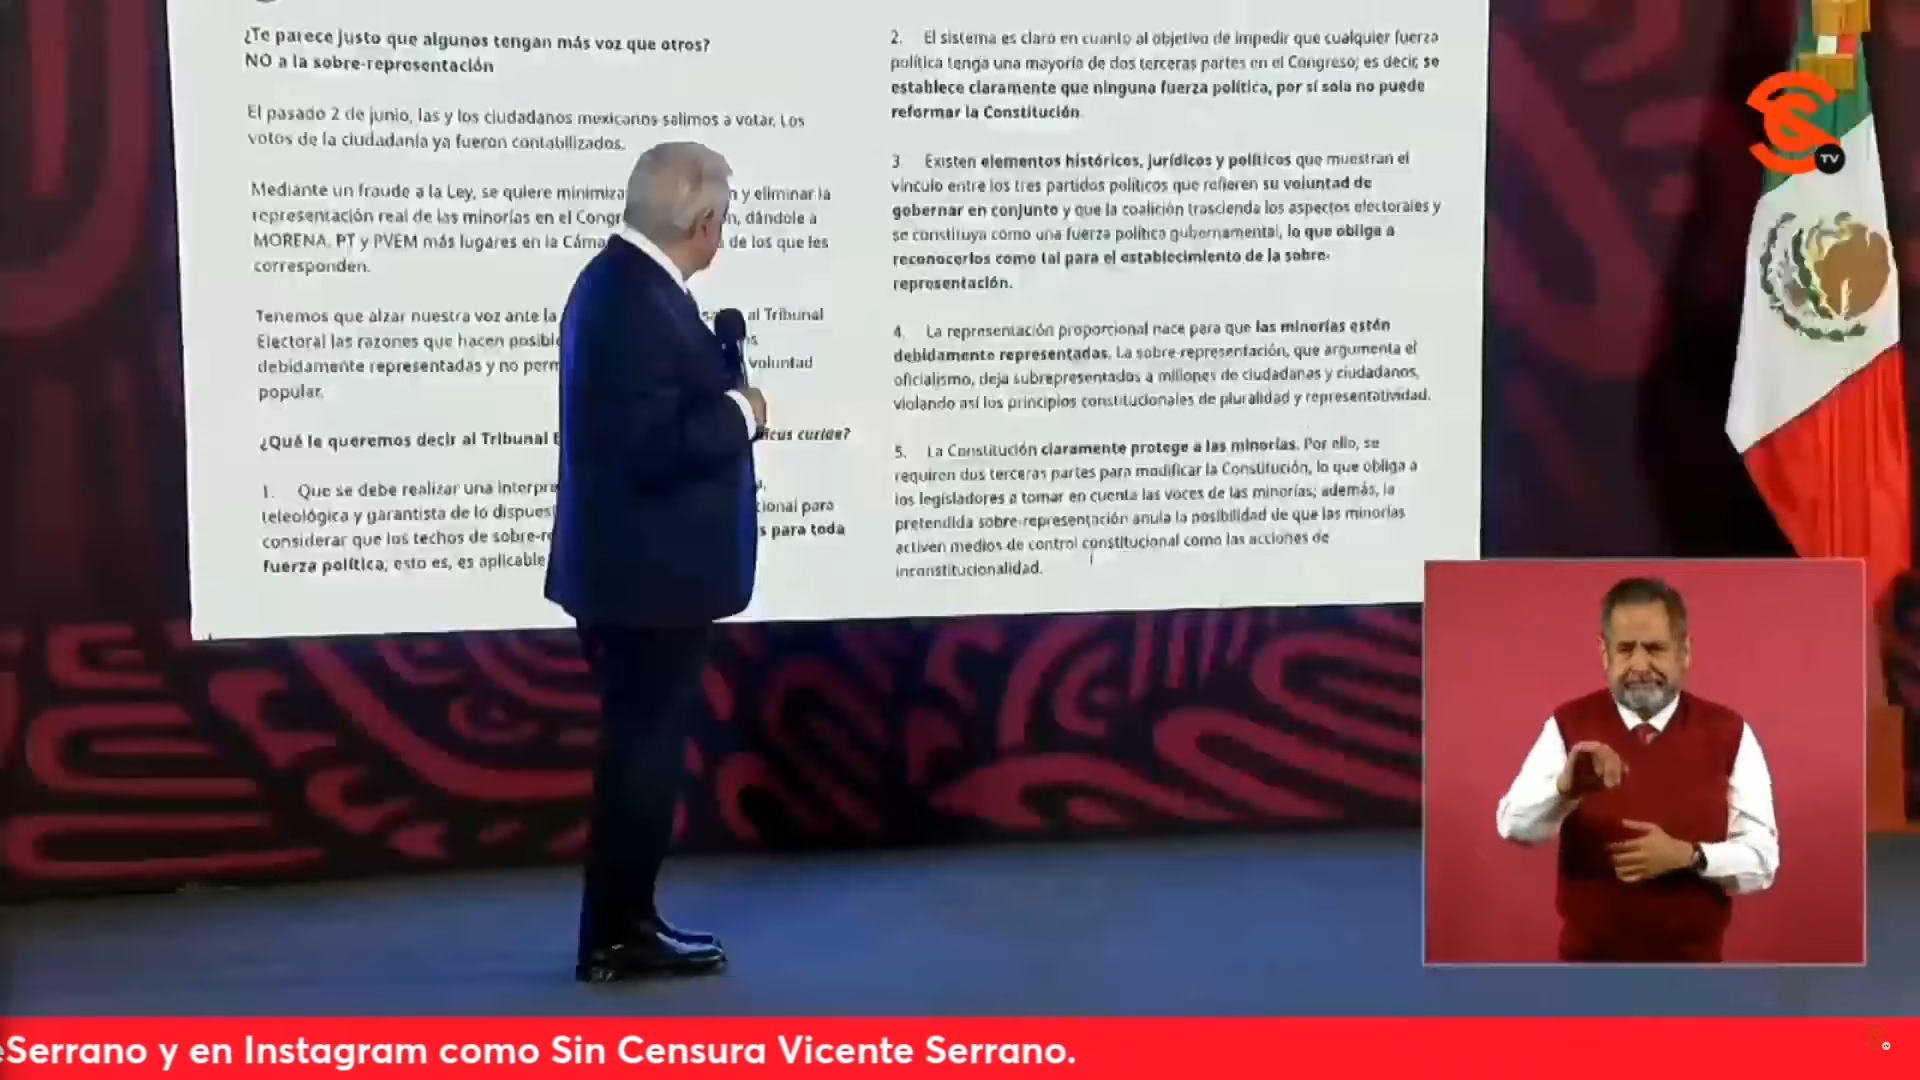 ¿Te parece justo que algunos tengan más voz que otros?
NO a la sobre-representación
El pasado 2 de junio, las y los ciudadanos mexicanos salimos a votar. Los
votos de la ciudadanía ya fueron contabilizados.
Mediante un fraude a la Ley, se quiere
n y eliminar la
representación real de las minorías en el
n, dándole a
MORENA, PT y PVEM más lugares en la
de los que les
corresponden.
Tenemos que alzar nuestra voz ante la
al Tribunal
Electoral las razones que hacen
debidamente representadas y no
voluntad
popular.
¿Qué le queremos decir al Tribunal
curiae?
1. Que se debe realizar una
teleológica y garantista de lo
cional para
considerar que los techos de
s para toda
fuerza política, esto es, es aplicable
2. El sistema es claro en cuanto al objetivo de impedir que cualquier fuerza
política tenga una mayoría de dos terceras partes en el Congreso; es decir, se
establece claramente que ninguna fuerza política, por sí sola no puede
reformar la Constitución.
3. Existen elementos históricos, jurídicos y políticos que muestran el
vínculo entre los tres partidos políticos que refieren su voluntad de
gobernar en conjunto y que la coalición trascienda los aspectos electorales y
se constituya como una fuerza política gubernamental, lo que obliga a
reconocerlos como tal para el establecimiento de la sobre-
representación.
4. La representación proporcional nace para que las minorías estén
debidamente representadas. La sobre-representación, que argumenta el
oficialismo, deja subrepresentados a millones de ciudadanas y ciudadanos,
violando así los principios constitucionales de pluralidad y representatividad.
5. La Constitución claramente protege a las minorías. Por ello, se
requieren dos terceras partes para modificar la Constitución, lo que obliga a
los legisladores a tomar en cuenta las voces de las minorías; además, la
pretendida sobre-representación anula la posibilidad de que las minorías
activen medios de control constitucional como las acciones de
inconstitucionalidad.
TV
eSerrano y en Instagram como Sin Censura Vicente Serrano.